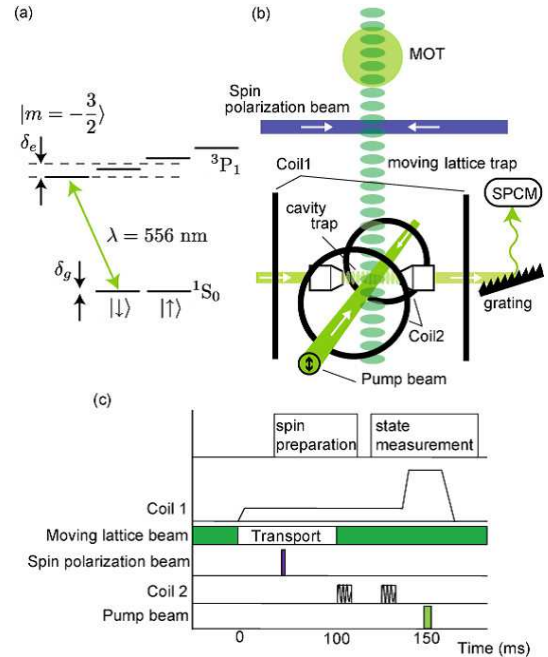 (a)
|m = −3/2⟩
δe
³P₁
λ = 556 nm
δg
¹S₀
|↓⟩ |↑⟩
(b)
MOT
Spin
polarization beam
Coil1
moving lattice trap
SPCM
cavity
trap
grating
Coil2
Pump beam
(c)
spin
preparation
state
measurement
Coil 1
Moving lattice beam
Transport
Spin polarization beam
Coil 2
Pump beam
0 100 150
Time (ms)